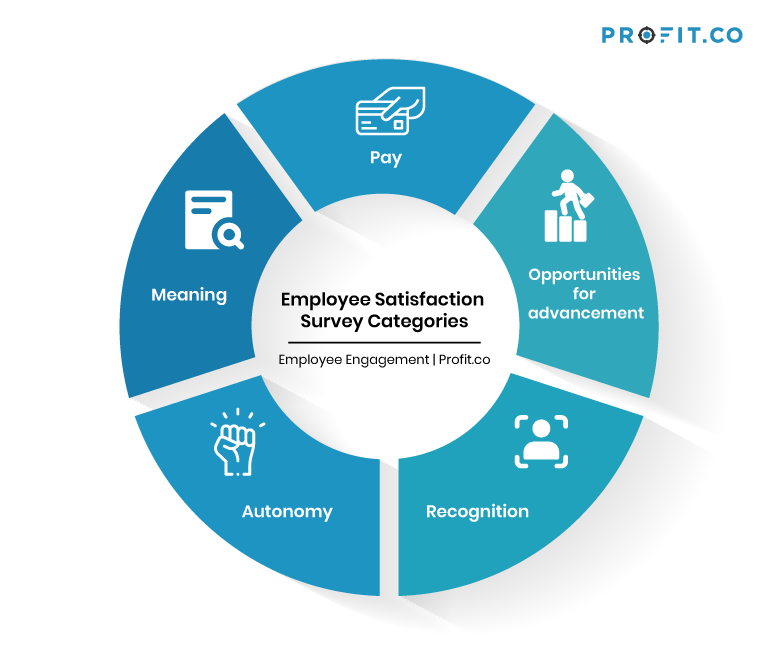 PROFIT.CO
Pay
Opportunities
for
advancement
Meaning
Employee Satisfaction
Survey Categories
Employee Engagement | Profit.co
Autonomy
Recognition